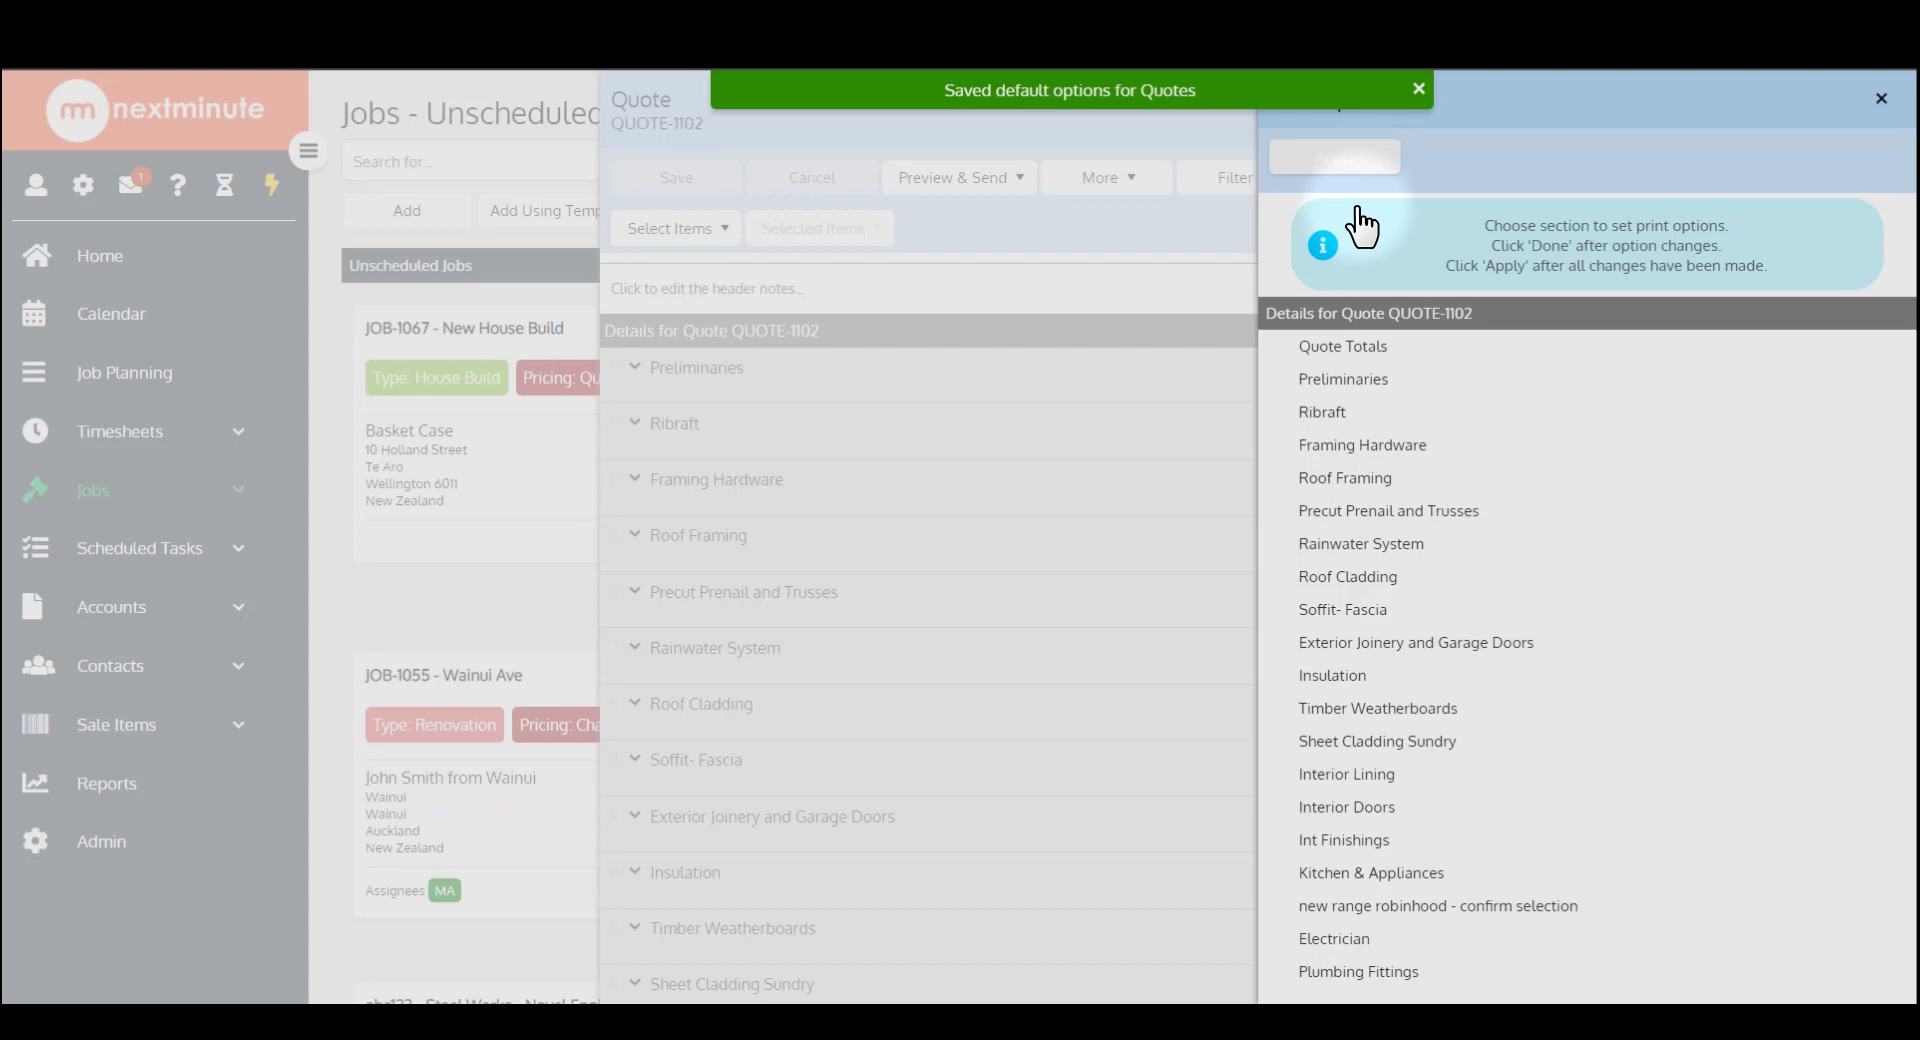 nextminute
1
Home
Calendar
Job Planning
Timesheets
Jobs
Scheduled Tasks
Accounts
Contacts
Sale Items
Reports
Admin
Jobs - Unscheduled
Search for...
Add
Add Using Temp
Unscheduled Jobs
JOB-1067 - New House Build
Type: House Build
Pricing: Qu
Basket Case
10 Holland Street
Te Aro
Wellington 6011
New Zealand
JOB-1055 - Wainui Ave
Type: Renovation
Pricing: Cha
John Smith from Wainui
Wainui
Wainui
Auckland
New Zealand
Assignees MA
Quote
QUOTE-1102
Save
Cancel
Preview & Send
More
Filter
Select Items
Selected Items
Click to edit the header notes...
Details for Quote QUOTE-1102
Preliminaries
Ribraft
Framing Hardware
Roof Framing
Precut Prenail and Trusses
Rainwater System
Roof Cladding
Soffit- Fascia
Exterior Joinery and Garage Doors
Insulation
Timber Weatherboards
Sheet Cladding Sundry
Saved default options for Quotes
Choose section to set print options.
Click 'Done' after option changes.
Click 'Apply' after all changes have been made.
Details for Quote QUOTE-1102
Quote Totals
Preliminaries
Ribraft
Framing Hardware
Roof Framing
Precut Prenail and Trusses
Rainwater System
Roof Cladding
Soffit- Fascia
Exterior Joinery and Garage Doors
Insulation
Timber Weatherboards
Sheet Cladding Sundry
Interior Lining
Interior Doors
Int Finishings
Kitchen & Appliances
new range robinhood - confirm selection
Electrician
Plumbing Fittings